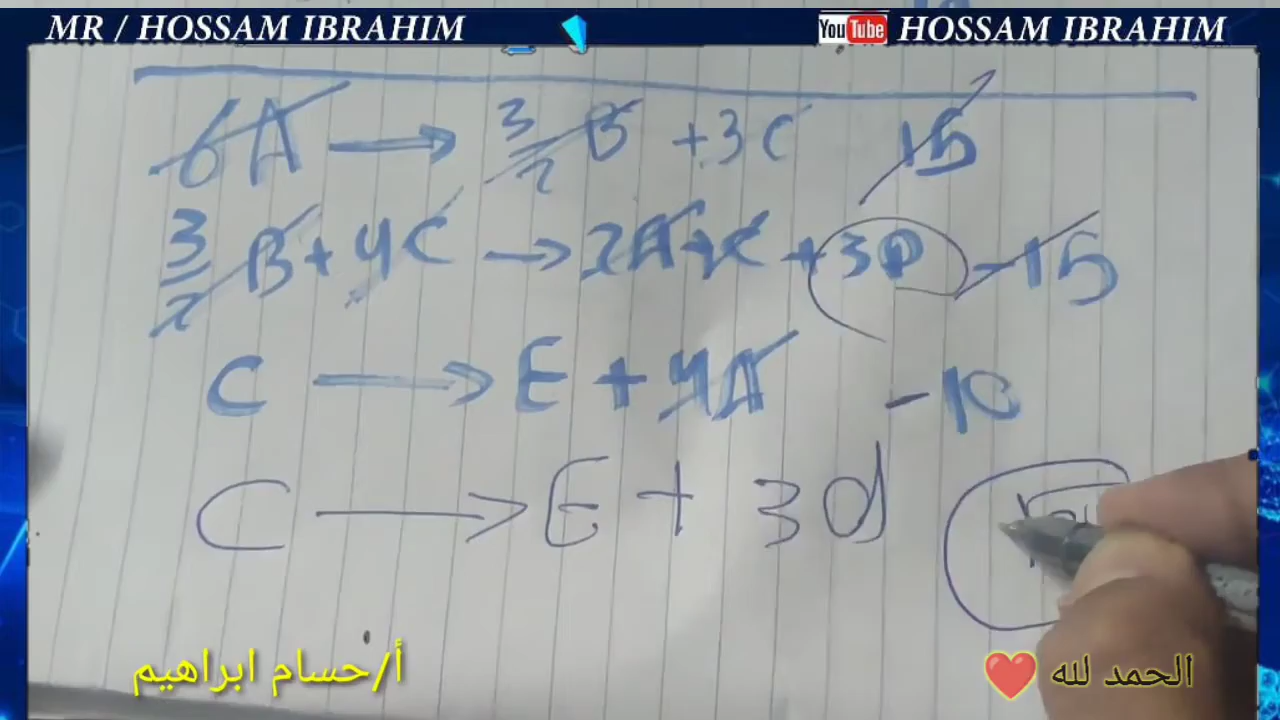 MR / HOSSAM IBRAHIM
YouTube HOSSAM IBRAHIM
6A → 3/2 B + 3C 15
3/2 B + 4C → 2A + C + 3D -15
C → E + 4A -10
C → E + 3d
أ/حسام ابراهيم
الحمد لله